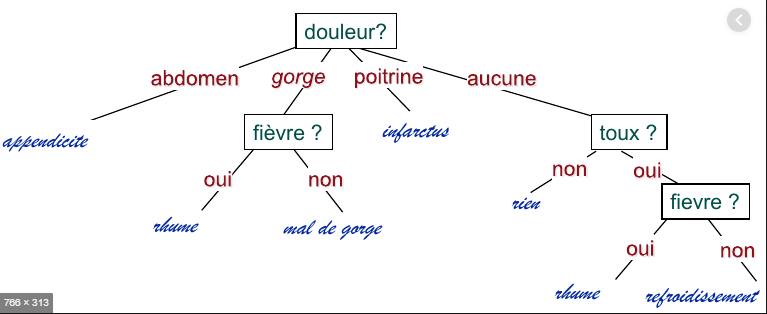 douleur?
abdomen gorge poitrine aucune
appendicite
fièvre ?
infarctus
toux ?
oui non
non oui
rhume
mal de gorge
rien
fievre ?
oui non
rhume
refroidissement
766 × 313